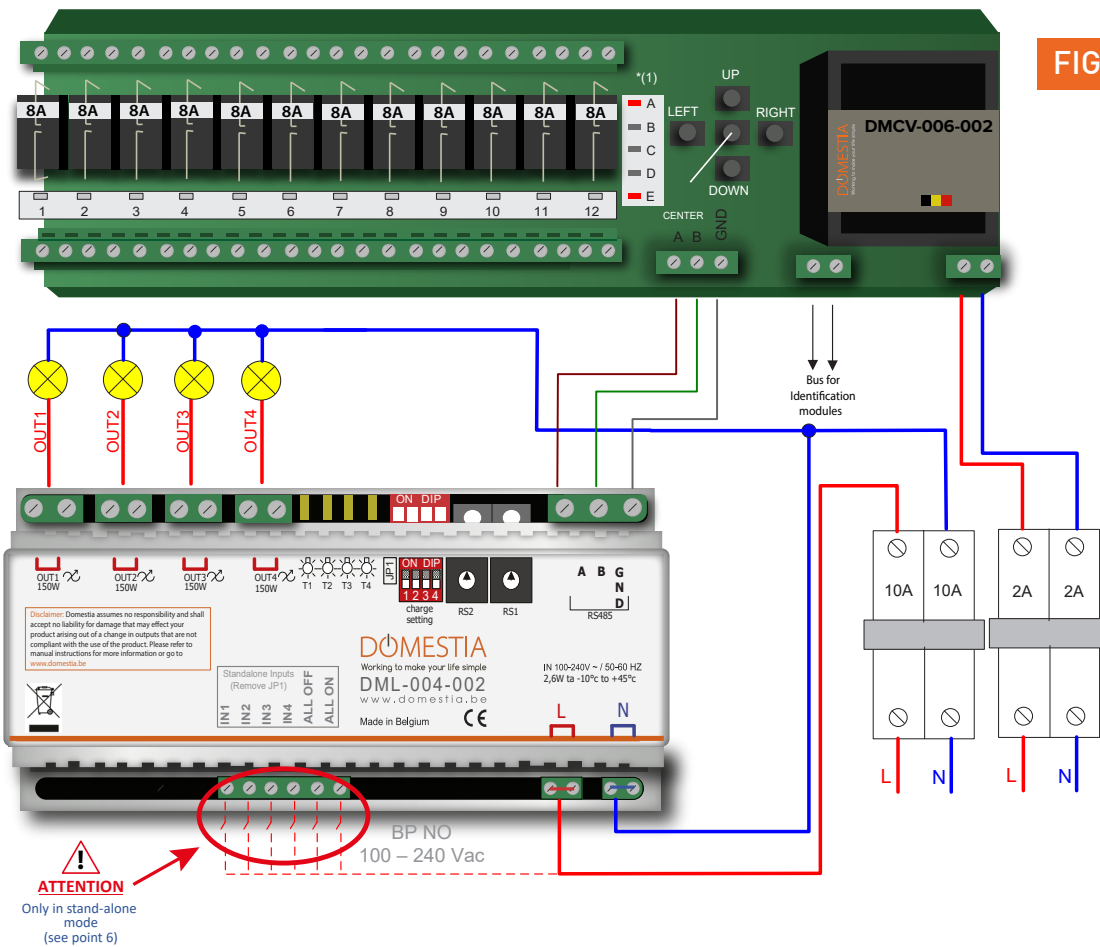 FIG
*(1)
UP
8A 8A 8A 8A 8A 8A 8A 8A 8A 8A 8A 8A
A
B
C
D
E
LEFT
RIGHT
DOWN
CENTER
DOMESTIA
Working to make your life simple
DMCV-006-002
1 2 3 4 5 6 7 8 9 10 11 12
A B GND
OUT1
OUT2
OUT3
OUT4
Bus for
Identification
modules
ON DIP
OUT1
150W
OUT2
150W
OUT3
150W
OUT4
150W
T1 T2 T3 T4
JP1
ON DIP
1 2 3 4
charge
setting
RS2
RS1
A B GND
RS485
10A 10A
2A 2A
Disclaimer: Domestia assumes no responsibility and shall
accept no liability for damage that may effect your
product arising out of a change in outputs that are not
compliant with the use of the product. Please refer to
manual instructions for more information or go to
www.domestia.be
DOMESTIA
Working to make your life simple
DML-004-002
www.domestia.be
Made in Belgium
CE
Standalone Inputs
(Remove JP1)
IN1
IN2
IN3
IN4
ALL OFF
ALL ON
IN 100-240V ~ / 50-60 HZ
2,6W ta -10°c to +45°c
L
N
L N L N
BP NO
100 – 240 Vac
!
ATTENTION
Only in stand-alone
mode
(see point 6)